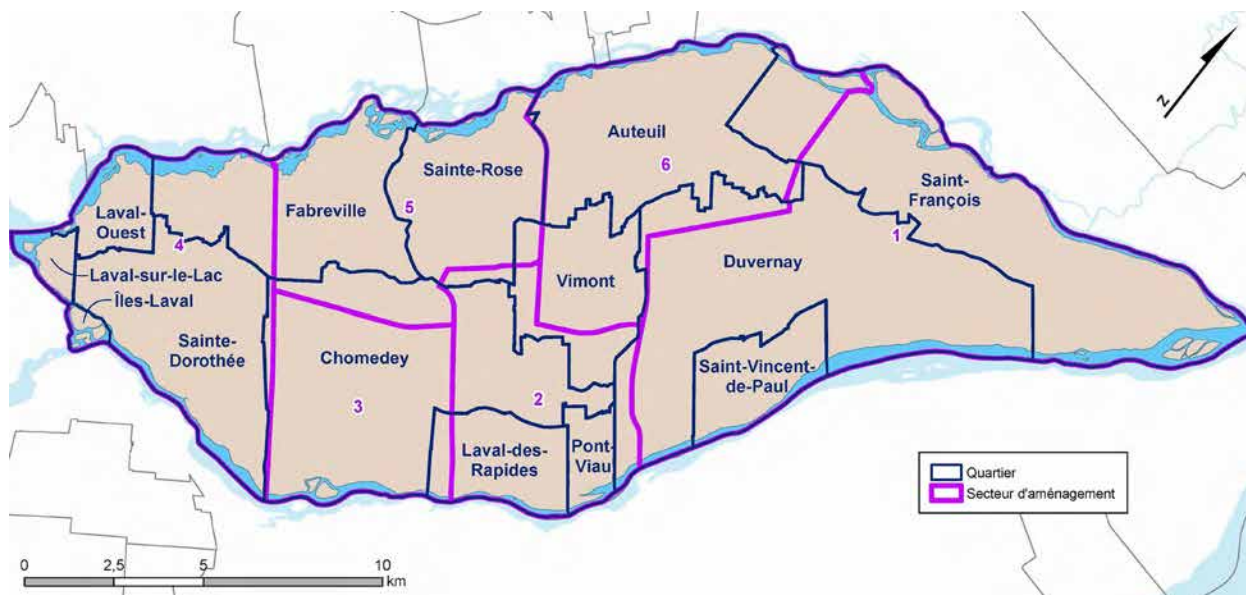 N
Auteuil
6
Sainte-Rose
Saint-
François
Fabreville
5
Laval-
Ouest
4
1
Duvernay
Laval-sur-le-Lac
Vimont
Îles-Laval
Sainte-
Dorothée
Chomedey
Saint-Vincent-
de-Paul
3
2
Laval-des-
Rapides
Pont-
Viau
Quartier
Secteur d'aménagement
0 2,5 5 10
km